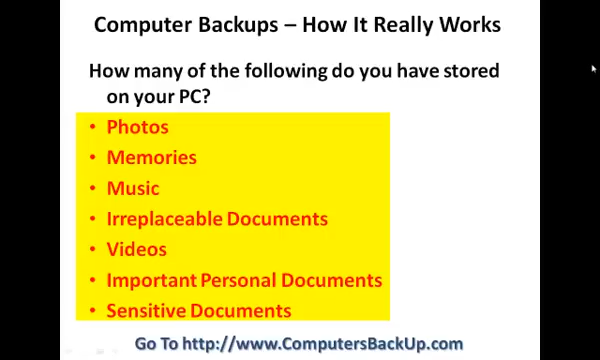 Computer Backups – How It Really Works
How many of the following do you have stored
on your PC?
• Photos
• Memories
• Music
• Irreplaceable Documents
• Videos
• Important Personal Documents
• Sensitive Documents
Go To http://www.ComputersBackUp.com